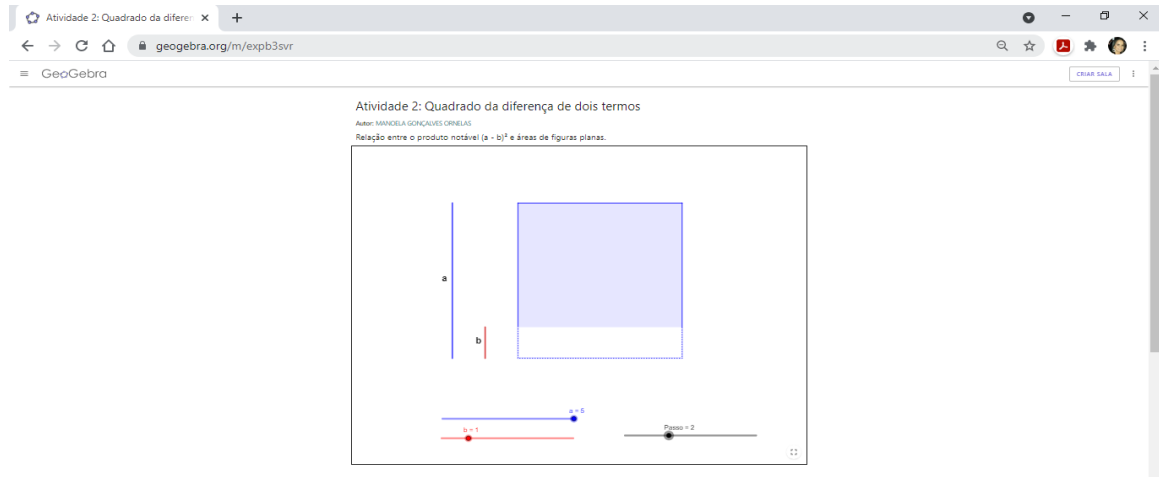 Atividade 2: Quadrado da diferen
geogebra.org/m/expb3svr
GeoGebra
CRIAR SALA
Atividade 2: Quadrado da diferença de dois termos
Autor: MANOELA GONÇALVES ORNELAS
Relação entre o produto notável (a - b)² e áreas de figuras planas.
a
b
a = 5
b = 1
Passo = 2